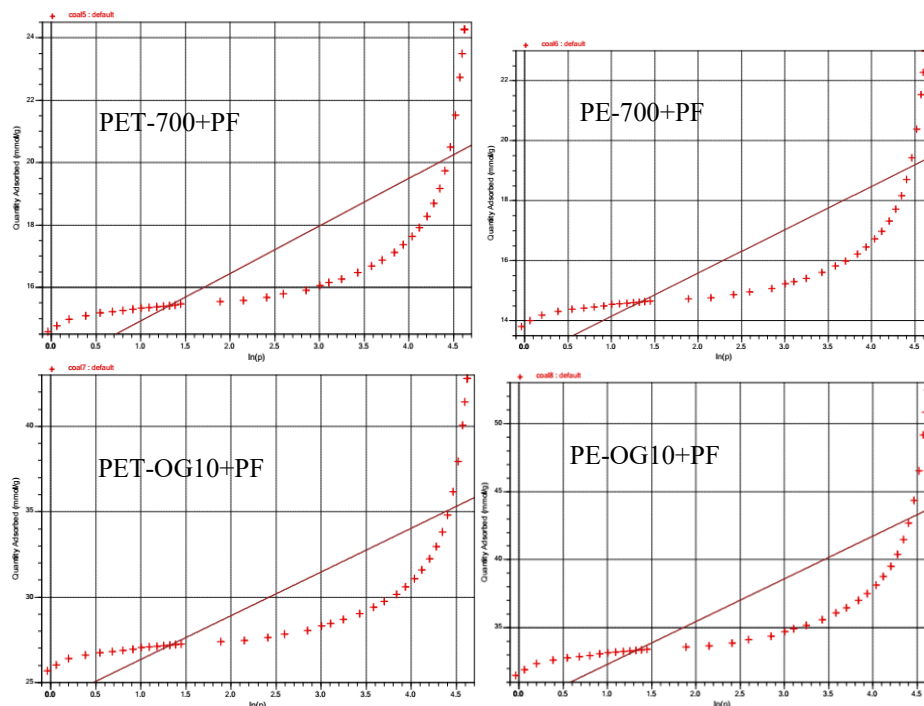 coal5 : default
24
22
20
18
16
Quantity Adsorbed (mmol/g)
PET-700+PF
0.0 0.5 1.0 1.5 2.0 2.5 3.0 3.5 4.0 4.5
ln(p)
coal6 : default
22
20
18
16
14
Quantity Adsorbed (mmol/g)
PE-700+PF
0.0 0.5 1.0 1.5 2.0 2.5 3.0 3.5 4.0 4.5
ln(p)
coal7 : default
40
35
30
25
Quantity Adsorbed (mmol/g)
PET-OG10+PF
0.0 0.5 1.0 1.5 2.0 2.5 3.0 3.5 4.0 4.5
ln(p)
coal8 : default
50
45
40
35
Quantity Adsorbed (mmol/g)
PE-OG10+PF
0.0 0.5 1.0 1.5 2.0 2.5 3.0 3.5 4.0 4.5
ln(p)